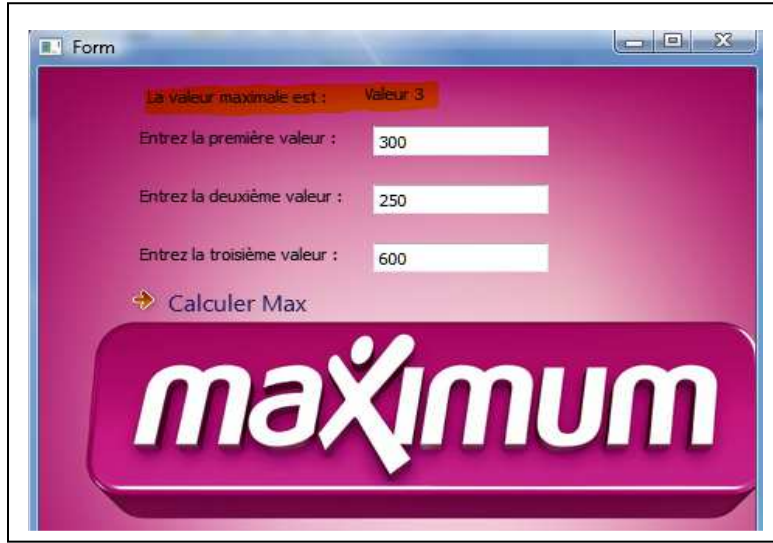 Form
La valeur maximale est : Valeur 3
Entrez la première valeur : 300
Entrez la deuxième valeur : 250
Entrez la troisième valeur : 600
Calculer Max
maximum